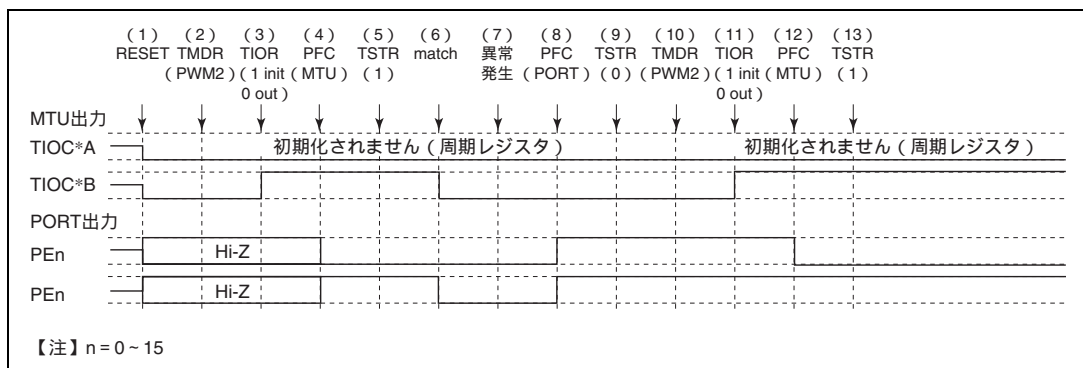 (1) (2) (3) (4) (5) (6) (7) (8) (9) (10) (11) (12) (13)
RESET TMDR TIOR PFC TSTR match 異常 PFC TSTR TMDR TIOR PFC TSTR
(PWM2) (1 init (MTU) (1) 発生 (PORT) (0) (PWM2) (1 init (MTU) (1)
0 out) 0 out)
MTU出力
TIOC*A 初期化されません(周期レジスタ) 初期化されません(周期レジスタ)
TIOC*B
PORT出力
PEn Hi-Z
PEn Hi-Z
【注】n = 0 ~ 15